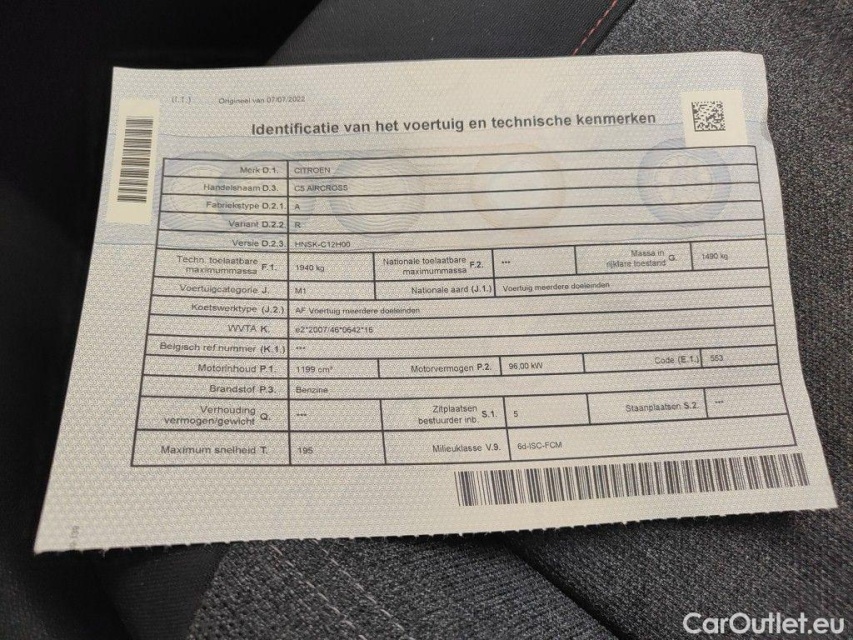 (I.T.) Origineel van 07/07/2022
Identificatie van het voertuig en technische kenmerken
Merk D.1. CITROEN
Handelsnaam D.3. C5 AIRCROSS
Fabriekstype D.2.1 A
Variant D.2.2 R
Versie D.2.3. HNSK-C12H00
Techn. toelaatbare maximummassa F.1. 1940 kg Nationale toelaatbare maximummassa F.2. --- Massa in rijklare toestand G. 1490 kg
Voertuigcategorie J. M1 Nationale aard (J.1.) Voertuig meerdere doeleinden
Koetswerktype (J.2.) AF Voertuig meerdere doeleinden
WVTA K. e2*2007/46*0642*16
Belgisch ref.nummer (K.1.) ---
Motorinhoud P.1. 1199 cm³ Motorvermogen P.2. 96,00 kW Code (E.1.) 553
Brandstof P.3. Benzine
Verhouding vermogen/gewicht Q. --- Zitplaatsen bestuurder inb. S.1. 5 Staanplaatsen S.2. ---
Maximum snelheid T. 195 Milieuklasse V.9. 6d-ISC-FCM
CarOutlet.eu